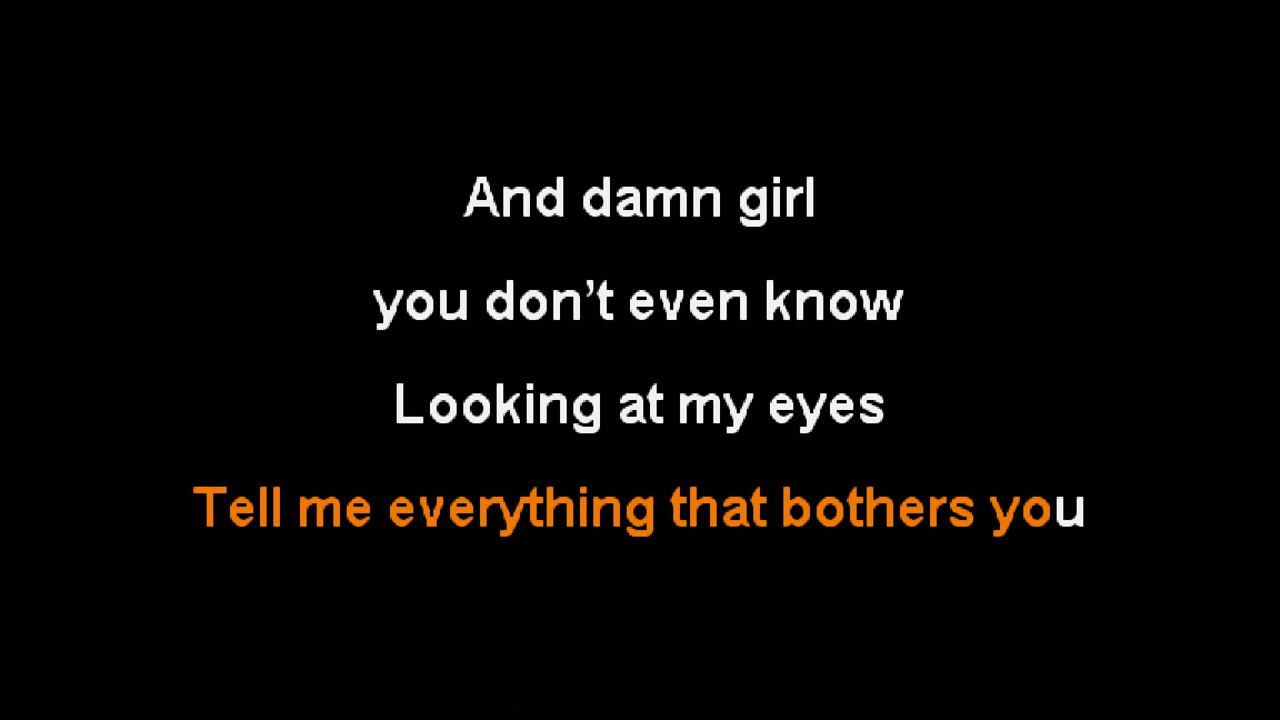 And damn girl
you don’t even know
Looking at my eyes
Tell me everything that bothers you